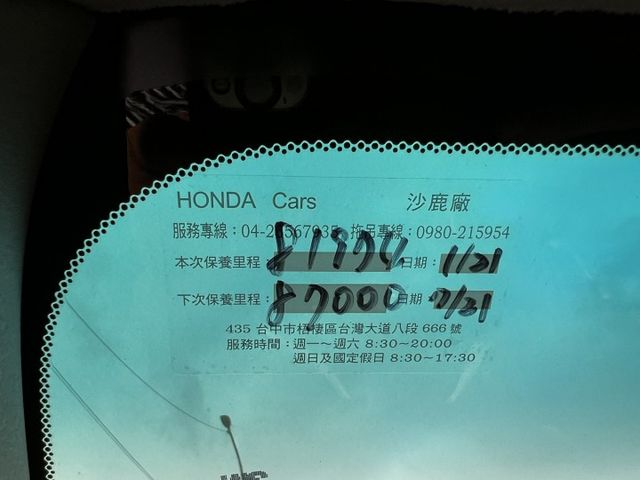 HONDA Cars 沙鹿廠
服務專線:04-26567935 拖吊專線:0980-215954
本次保養里程: 81974 日期: 1/21
下次保養里程: 87000 日期 7/21
435 台中市梧棲區台灣大道八段 666 號
服務時間:週一~週六 8:30~20:00
週日及國定假日 8:30~17:30